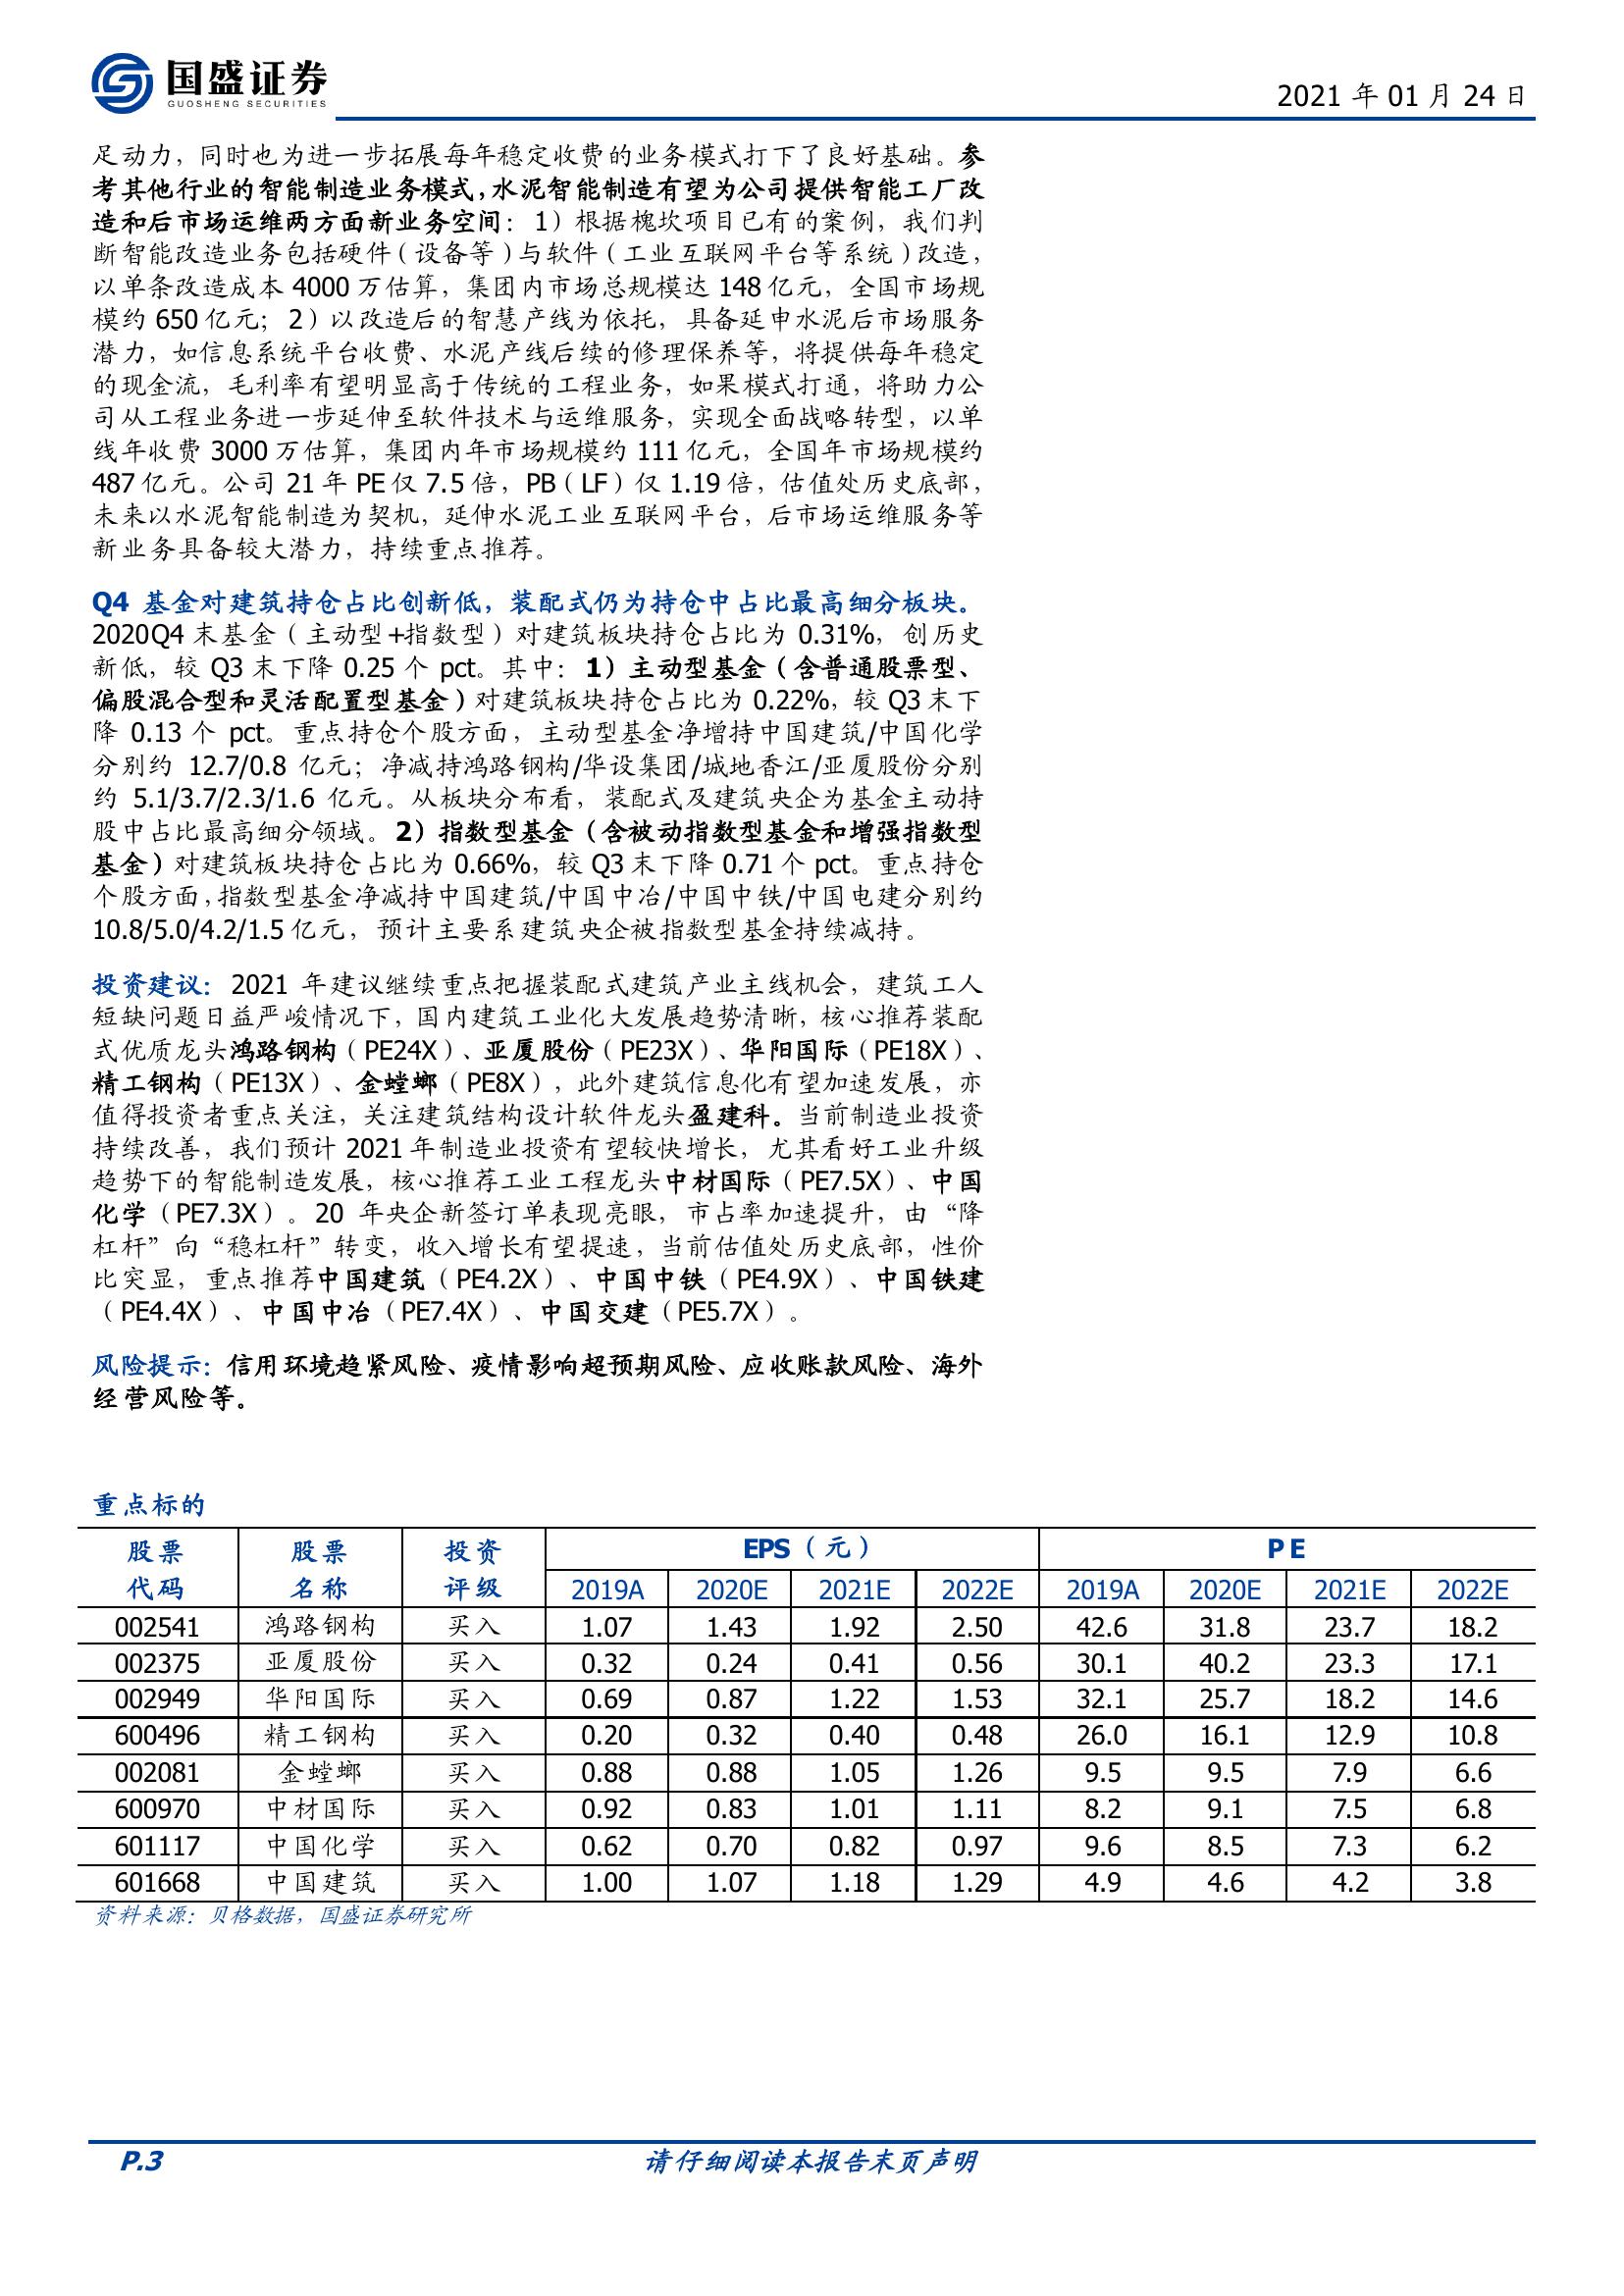 国盛证券
GUOSHENG SECURITIES
2021 年 01 月 24 日
足动力，同时也为进一步拓展每年稳定收费的业务模式打下了良好基础。参
考其他行业的智能制造业务模式，水泥智能制造有望为公司提供智能工厂改
造和后市场运维两方面新业务空间：1）根据槐坎项目已有的案例，我们判
断智能改造业务包括硬件（设备等）与软件（工业互联网平台等系统）改造，
以单条改造成本 4000 万估算，集团内市场总规模达 148 亿元，全国市场规
模约 650 亿元；2）以改造后的智慧产线为依托，具备延申水泥后市场服务
潜力，如信息系统平台收费、水泥产线后续的修理保养等，将提供每年稳定
的现金流，毛利率有望明显高于传统的工程业务，如果模式打通，将助力公
司从工程业务进一步延伸至软件技术与运维服务，实现全面战略转型，以单
线年收费 3000 万估算，集团内年市场规模约 111 亿元，全国年市场规模约
487 亿元。公司 21 年 PE 仅 7.5 倍，PB（LF）仅 1.19 倍，估值处历史底部，
未来以水泥智能制造为契机，延伸水泥工业互联网平台，后市场运维服务等
新业务具备较大潜力，持续重点推荐。
Q4 基金对建筑持仓占比创新低，装配式仍为持仓中占比最高细分板块。
2020Q4 末基金（主动型+指数型）对建筑板块持仓占比为 0.31%，创历史
新低，较 Q3 末下降 0.25 个 pct。其中：1）主动型基金（含普通股票型、
偏股混合型和灵活配置型基金）对建筑板块持仓占比为 0.22%，较 Q3 末下
降 0.13 个 pct。重点持仓个股方面，主动型基金净增持中国建筑/中国化学
分别约 12.7/0.8 亿元；净减持鸿路钢构/华设集团/城地香江/亚厦股份分别
约 5.1/3.7/2.3/1.6 亿元。从板块分布看，装配式及建筑央企为基金主动持
股中占比最高细分领域。2）指数型基金（含被动指数型基金和增强指数型
基金）对建筑板块持仓占比为 0.66%，较 Q3 末下降 0.71 个 pct。重点持仓
个股方面，指数型基金净减持中国建筑/中国中冶/中国中铁/中国电建分别约
10.8/5.0/4.2/1.5 亿元，预计主要系建筑央企被指数型基金持续减持。
投资建议：2021 年建议继续重点把握装配式建筑产业主线机会，建筑工人
短缺问题日益严峻情况下，国内建筑工业化大发展趋势清晰，核心推荐装配
式优质龙头鸿路钢构（PE24X）、亚厦股份（PE23X）、华阳国际（PE18X）、
精工钢构（PE13X）、金螳螂（PE8X），此外建筑信息化有望加速发展，亦
值得投资者重点关注，关注建筑结构设计软件龙头盈建科。当前制造业投资
持续改善，我们预计 2021 年制造业投资有望较快增长，尤其看好工业升级
趋势下的智能制造发展，核心推荐工业工程龙头中材国际（PE7.5X）、中国
化学（PE7.3X）。20 年央企新签订单表现亮眼，市占率加速提升，由“降
杠杆”向“稳杠杆”转变，收入增长有望提速，当前估值处历史底部，性价
比突显，重点推荐中国建筑（PE4.2X）、中国中铁（PE4.9X）、中国铁建
（PE4.4X）、中国中冶（PE7.4X）、中国交建（PE5.7X）。
风险提示：信用环境趋紧风险、疫情影响超预期风险、应收账款风险、海外
经营风险等。
重点标的
股票代码 股票名称 投资评级 EPS（元） PE
2019A 2020E 2021E 2022E 2019A 2020E 2021E 2022E
002541 鸿路钢构 买入 1.07 1.43 1.92 2.50 42.6 31.8 23.7 18.2
002375 亚厦股份 买入 0.32 0.24 0.41 0.56 30.1 40.2 23.3 17.1
002949 华阳国际 买入 0.69 0.87 1.22 1.53 32.1 25.7 18.2 14.6
600496 精工钢构 买入 0.20 0.32 0.40 0.48 26.0 16.1 12.9 10.8
002081 金螳螂 买入 0.88 0.88 1.05 1.26 9.5 9.5 7.9 6.6
600970 中材国际 买入 0.92 0.83 1.01 1.11 8.2 9.1 7.5 6.8
601117 中国化学 买入 0.62 0.70 0.82 0.97 9.6 8.5 7.3 6.2
601668 中国建筑 买入 1.00 1.07 1.18 1.29 4.9 4.6 4.2 3.8
资料来源：贝格数据，国盛证券研究所
P.3 请仔细阅读本报告末页声明